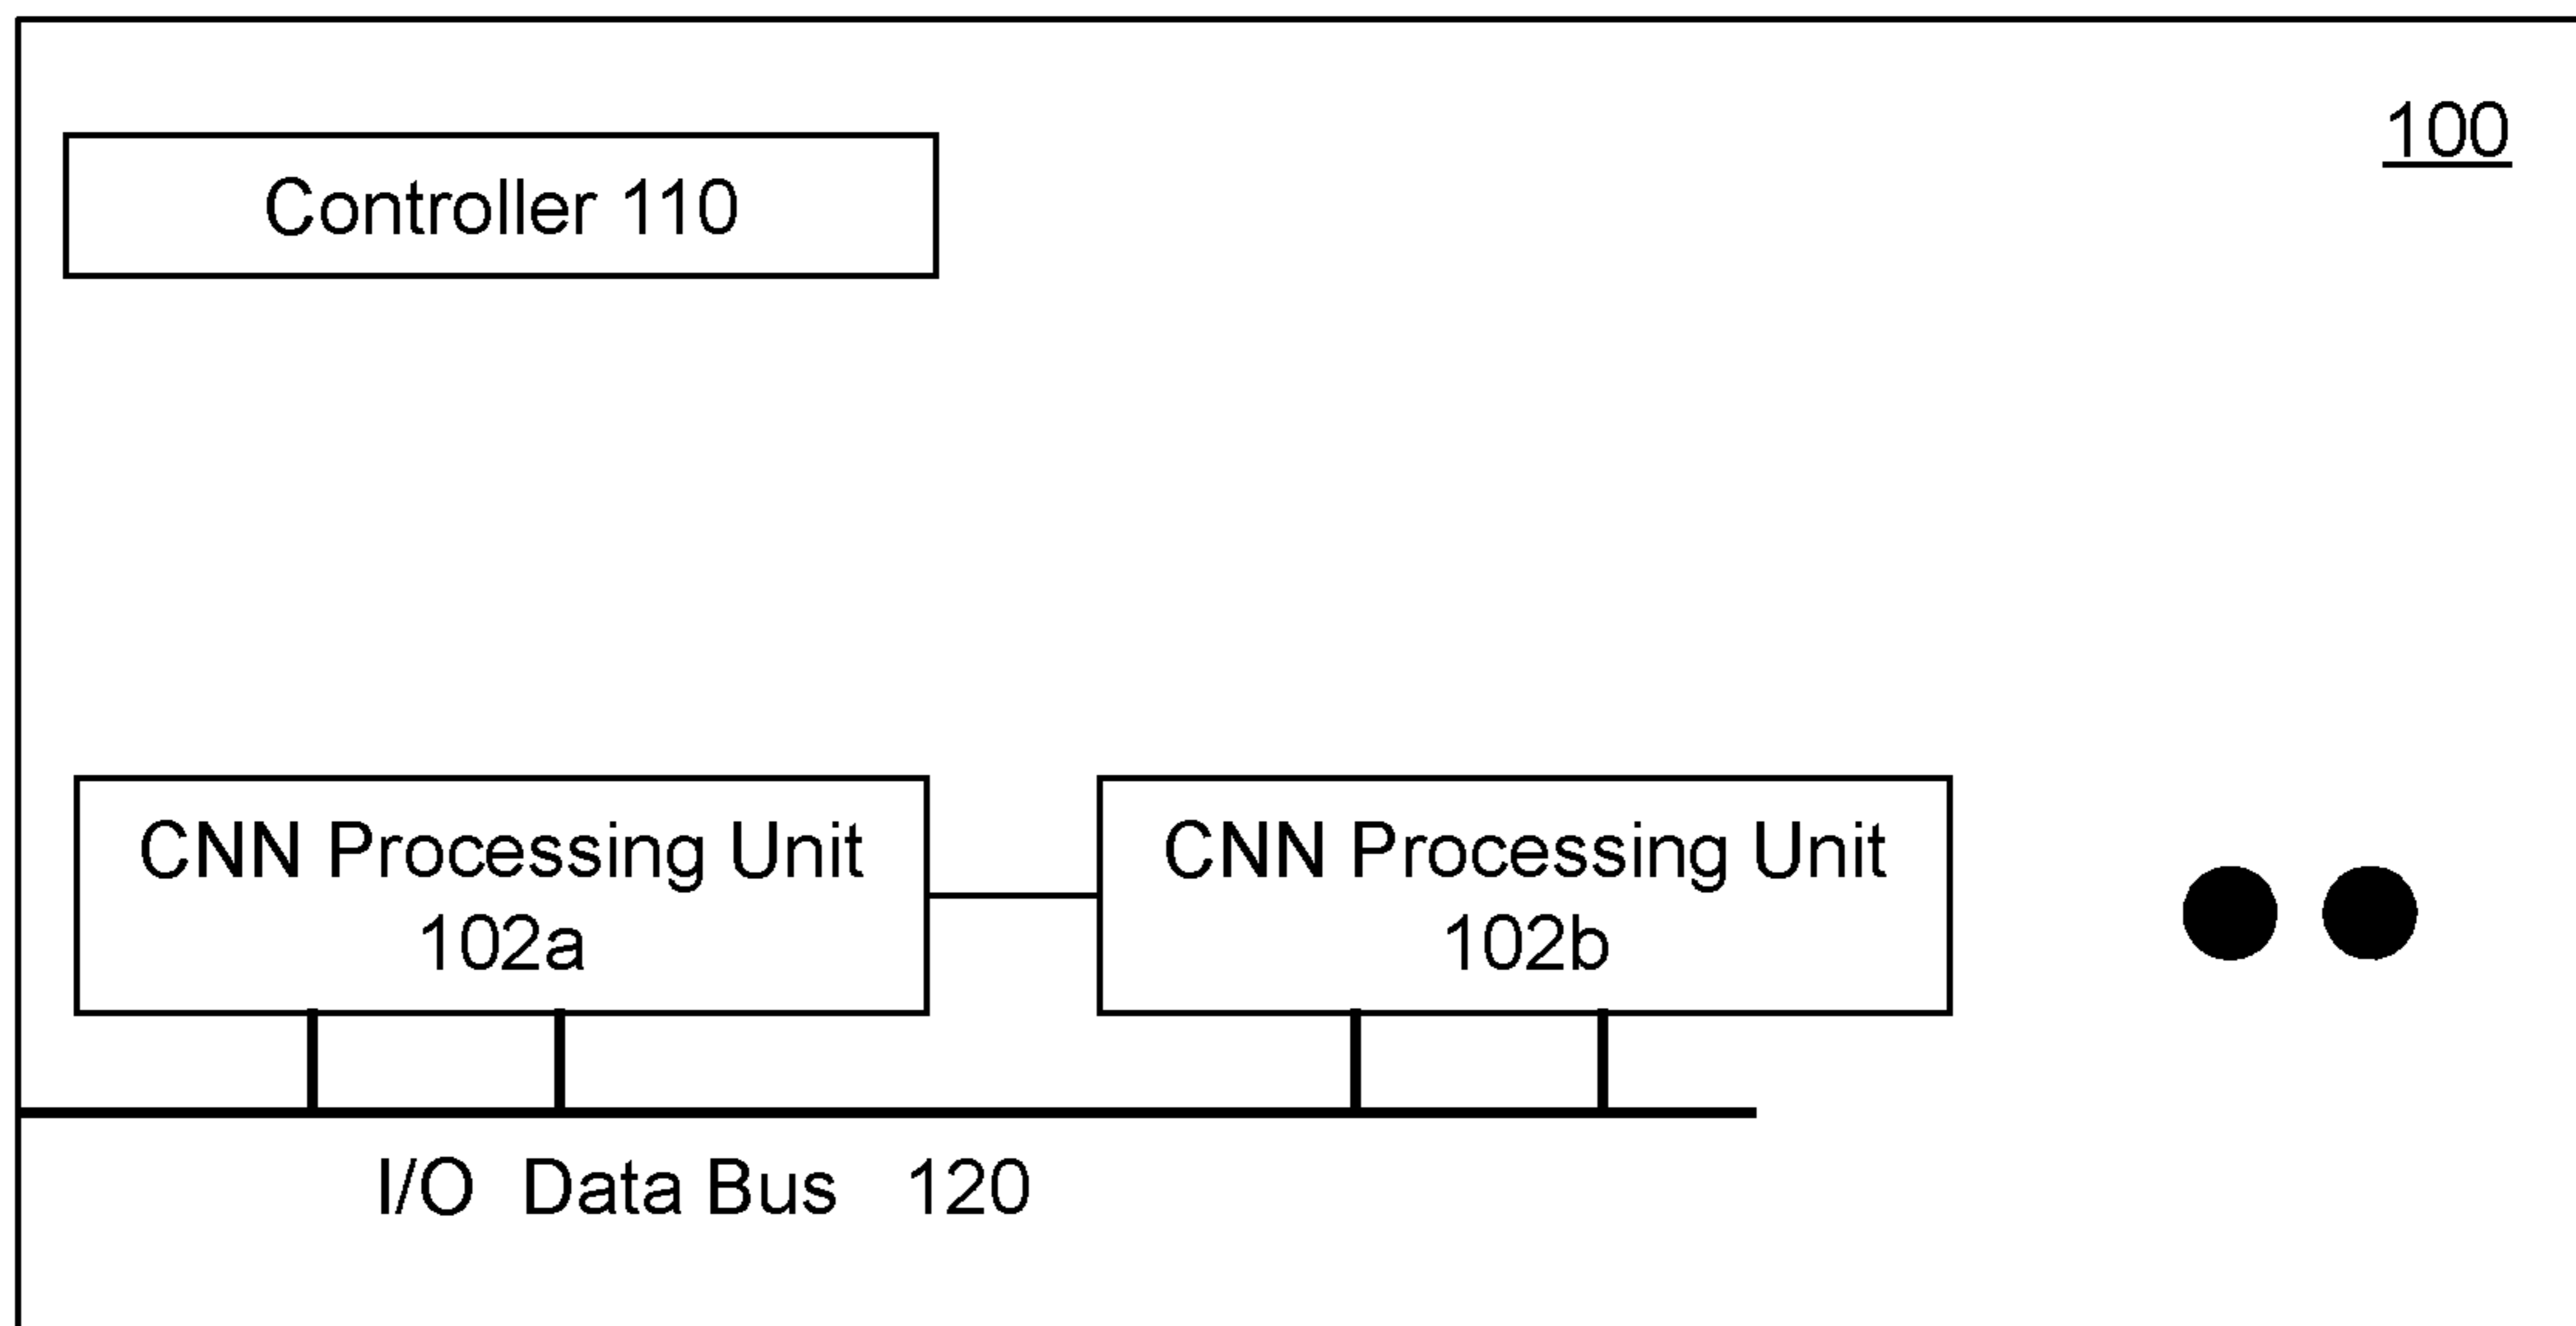 100
Controller 110
CNN Processing Unit
102a
CNN Processing Unit
102b
I/O Data Bus 120